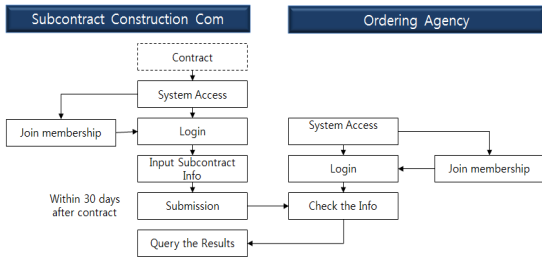 Subcontract Construction Com
Ordering Agency
Contract
System Access
Join membership
Login
Input Subcontract
Info
Within 30 days
after contract
Submission
Query the Results
System Access
Login
Join membership
Check the Info